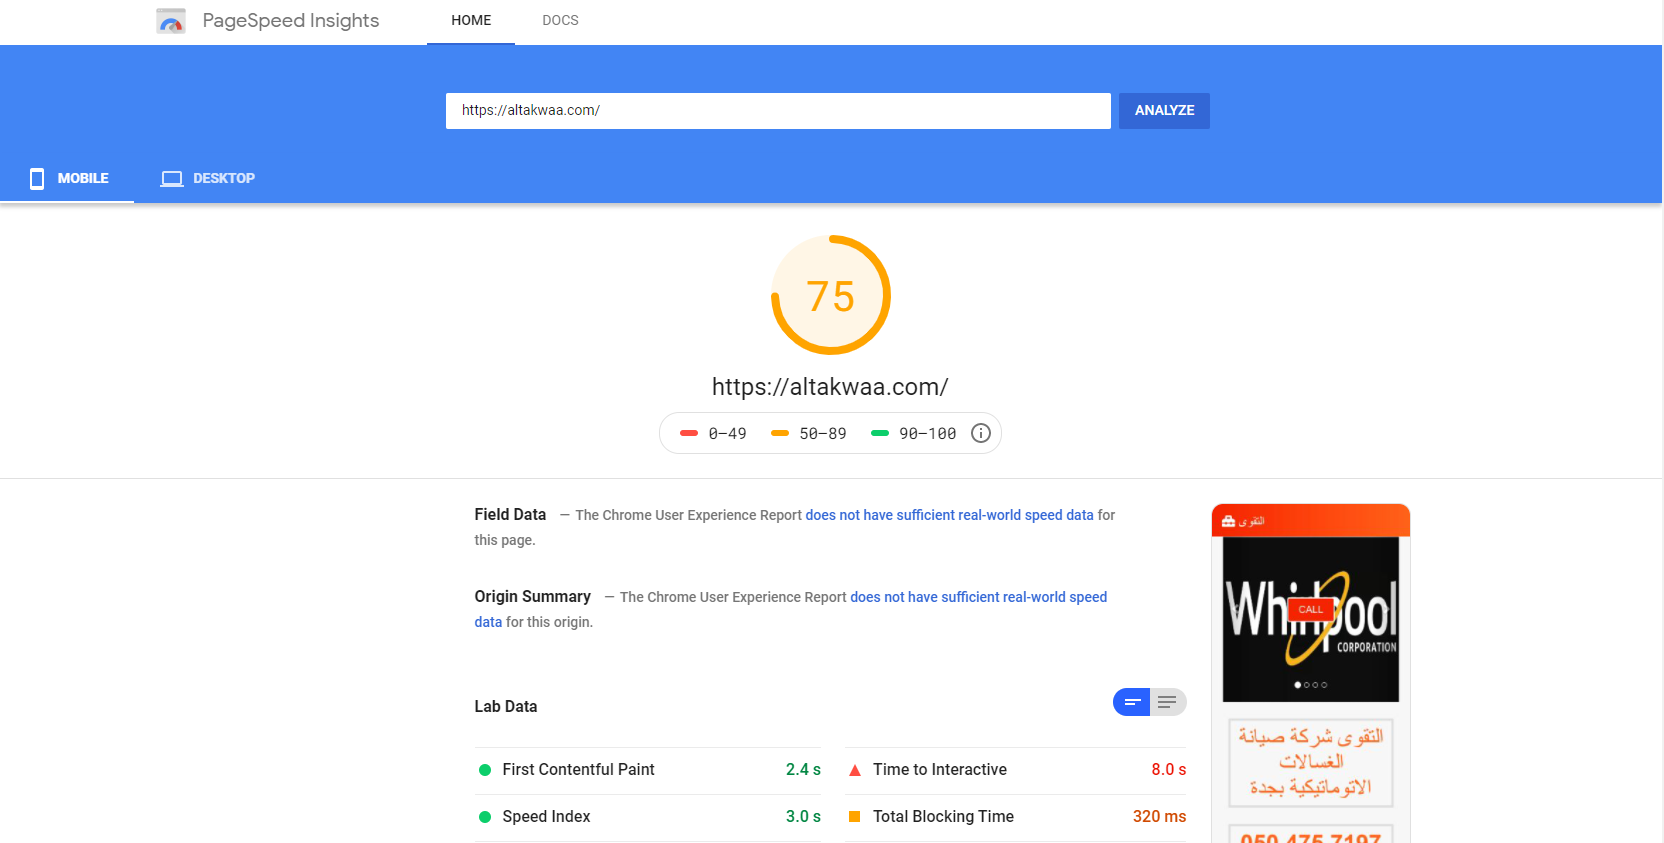 PageSpeed Insights
HOME
DOCS
https://altakwaa.com/
ANALYZE
MOBILE
DESKTOP
75
https://altakwaa.com/
0–49
50–89
90–100
Field Data — The Chrome User Experience Report does not have sufficient real-world speed data for
this page.
Origin Summary — The Chrome User Experience Report does not have sufficient real-world speed
data for this origin.
Lab Data
First Contentful Paint 2.4 s
Time to Interactive 8.0 s
Speed Index 3.0 s
Total Blocking Time 320 ms
التقوى
Whirlpool
CALL
CORPORATION
التقوى شركة صيانة
الغسالات
الاتوماتيكية بجدة
050 475 7197